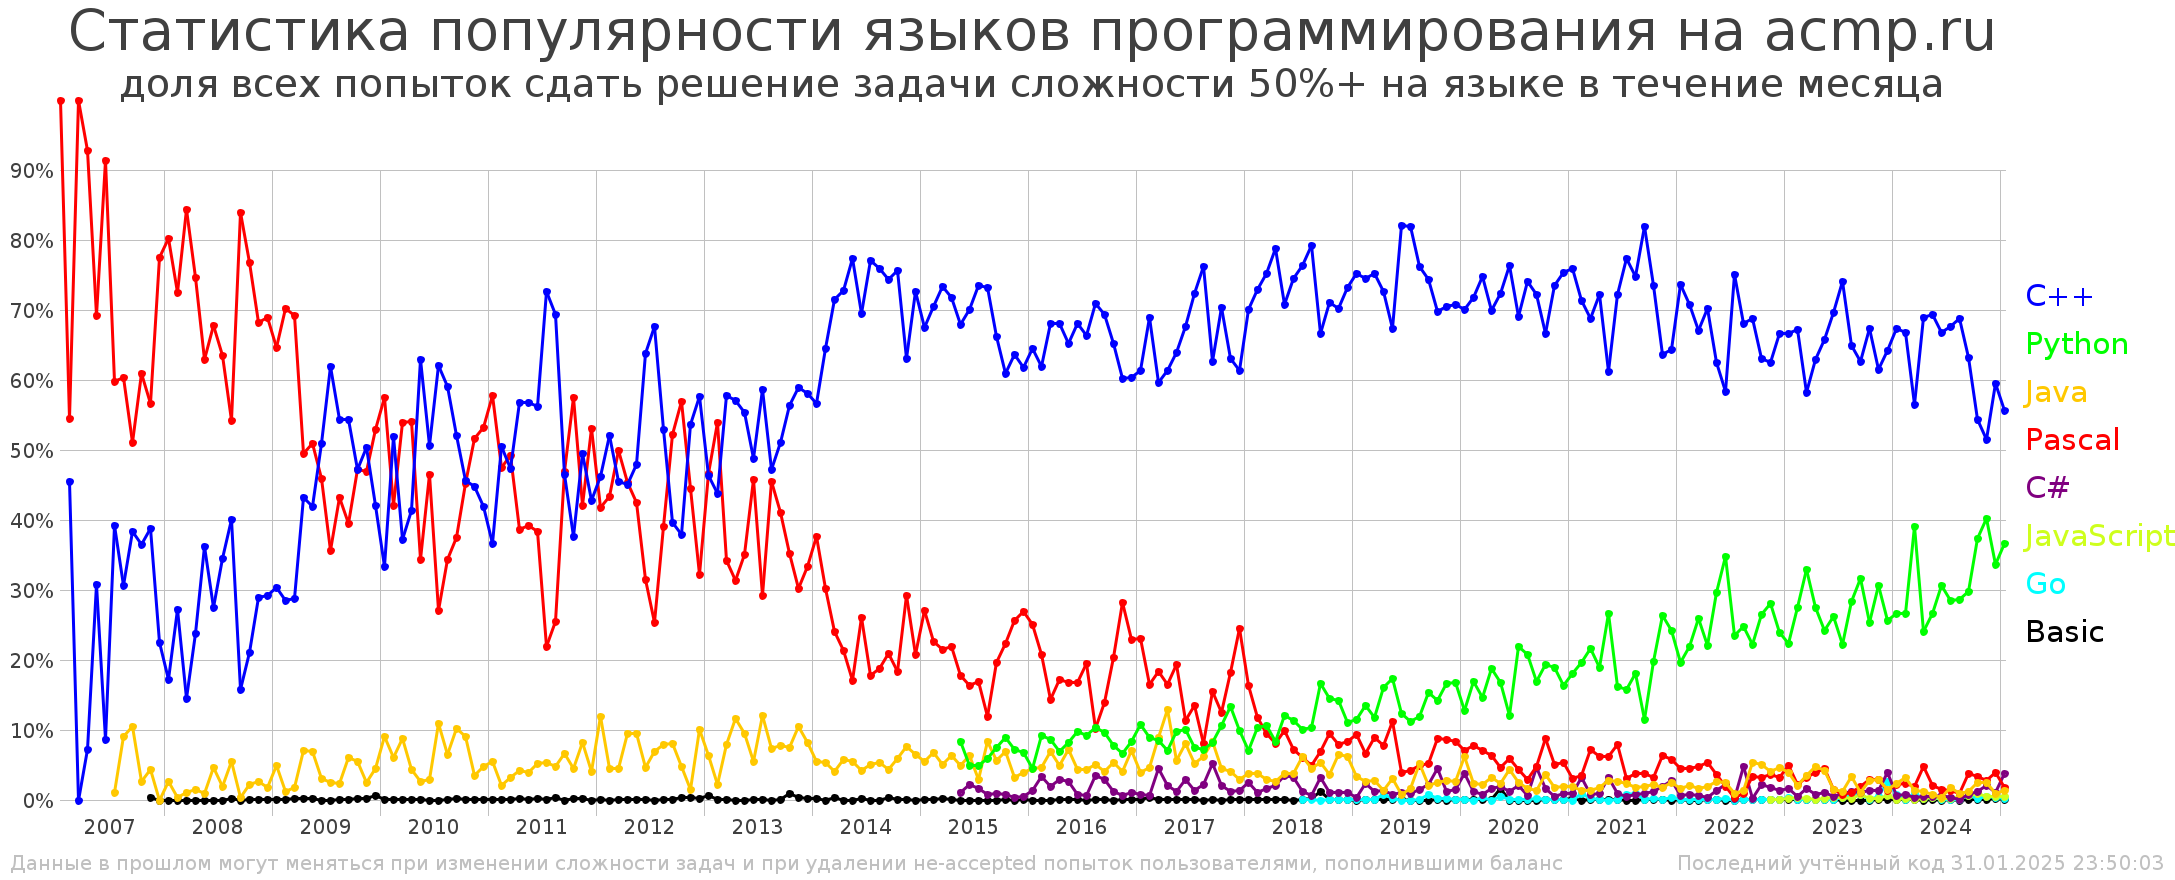 Статистика популярности языков программирования на acmp.ru
доля всех попыток сдать решение задачи сложности 50%+ на языке в течение месяца
90%
80%
70%
60%
50%
40%
30%
20%
10%
0%
C++
Python
Java
Pascal
C#
JavaScript
Go
Basic
2007 2008 2009 2010 2011 2012 2013 2014 2015 2016 2017 2018 2019 2020 2021 2022 2023 2024
Данные в прошлом могут меняться при изменении сложности задач и при удалении не-accepted попыток пользователями, пополнившими баланс
Последний учтённый код 31.01.2025 23:50:03